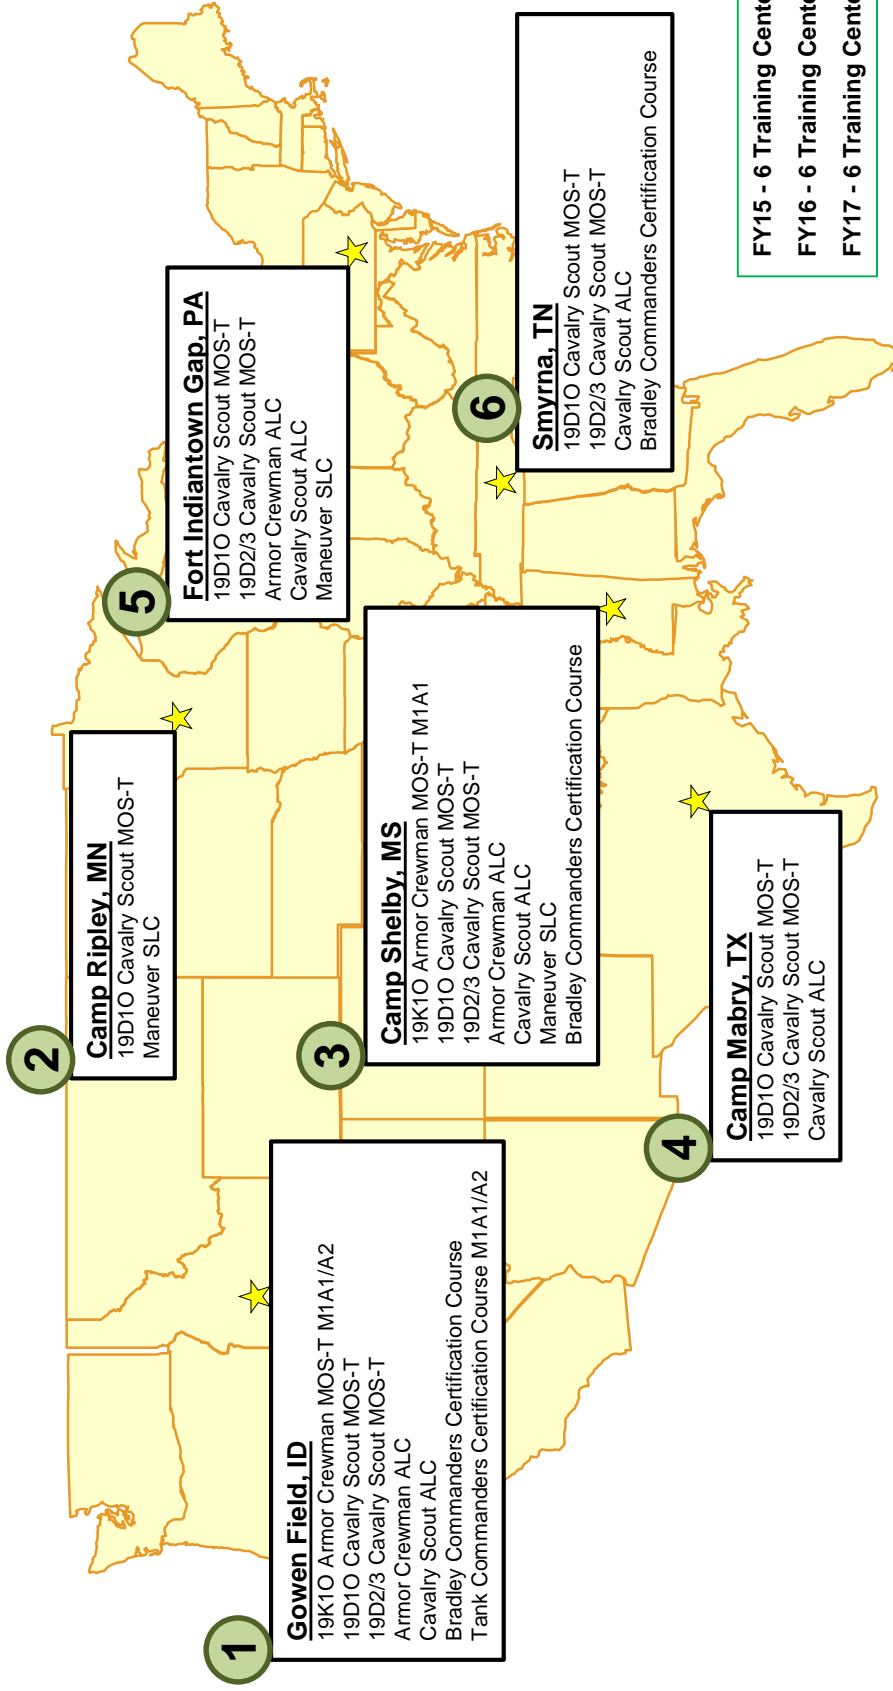 1
Gowen Field, ID
19K1O Armor Crewman MOS-T M1A1/A2
19D1O Cavalry Scout MOS-T
19D2/3 Cavalry Scout MOS-T
Armor Crewman ALC
Cavalry Scout ALC
Bradley Commanders Certification Course
Tank Commanders Certification Course M1A1/A2
2
Camp Ripley, MN
19D1O Cavalry Scout MOS-T
Maneuver SLC
3
Camp Shelby, MS
19K1O Armor Crewman MOS-T M1A1
19D1O Cavalry Scout MOS-T
19D2/3 Cavalry Scout MOS-T
Armor Crewman ALC
Cavalry Scout ALC
Maneuver SLC
Bradley Commanders Certification Course
4
Camp Mabry, TX
19D1O Cavalry Scout MOS-T
19D2/3 Cavalry Scout MOS-T
Cavalry Scout ALC
5
Fort Indiantown Gap, PA
19D1O Cavalry Scout MOS-T
19D2/3 Cavalry Scout MOS-T
Armor Crewman ALC
Cavalry Scout ALC
Maneuver SLC
6
Smyrna, TN
19D1O Cavalry Scout MOS-T
19D2/3 Cavalry Scout MOS-T
Cavalry Scout ALC
Bradley Commanders Certification Course
FY15 - 6 Training
FY16 - 6 Training
FY17 - 6 Training